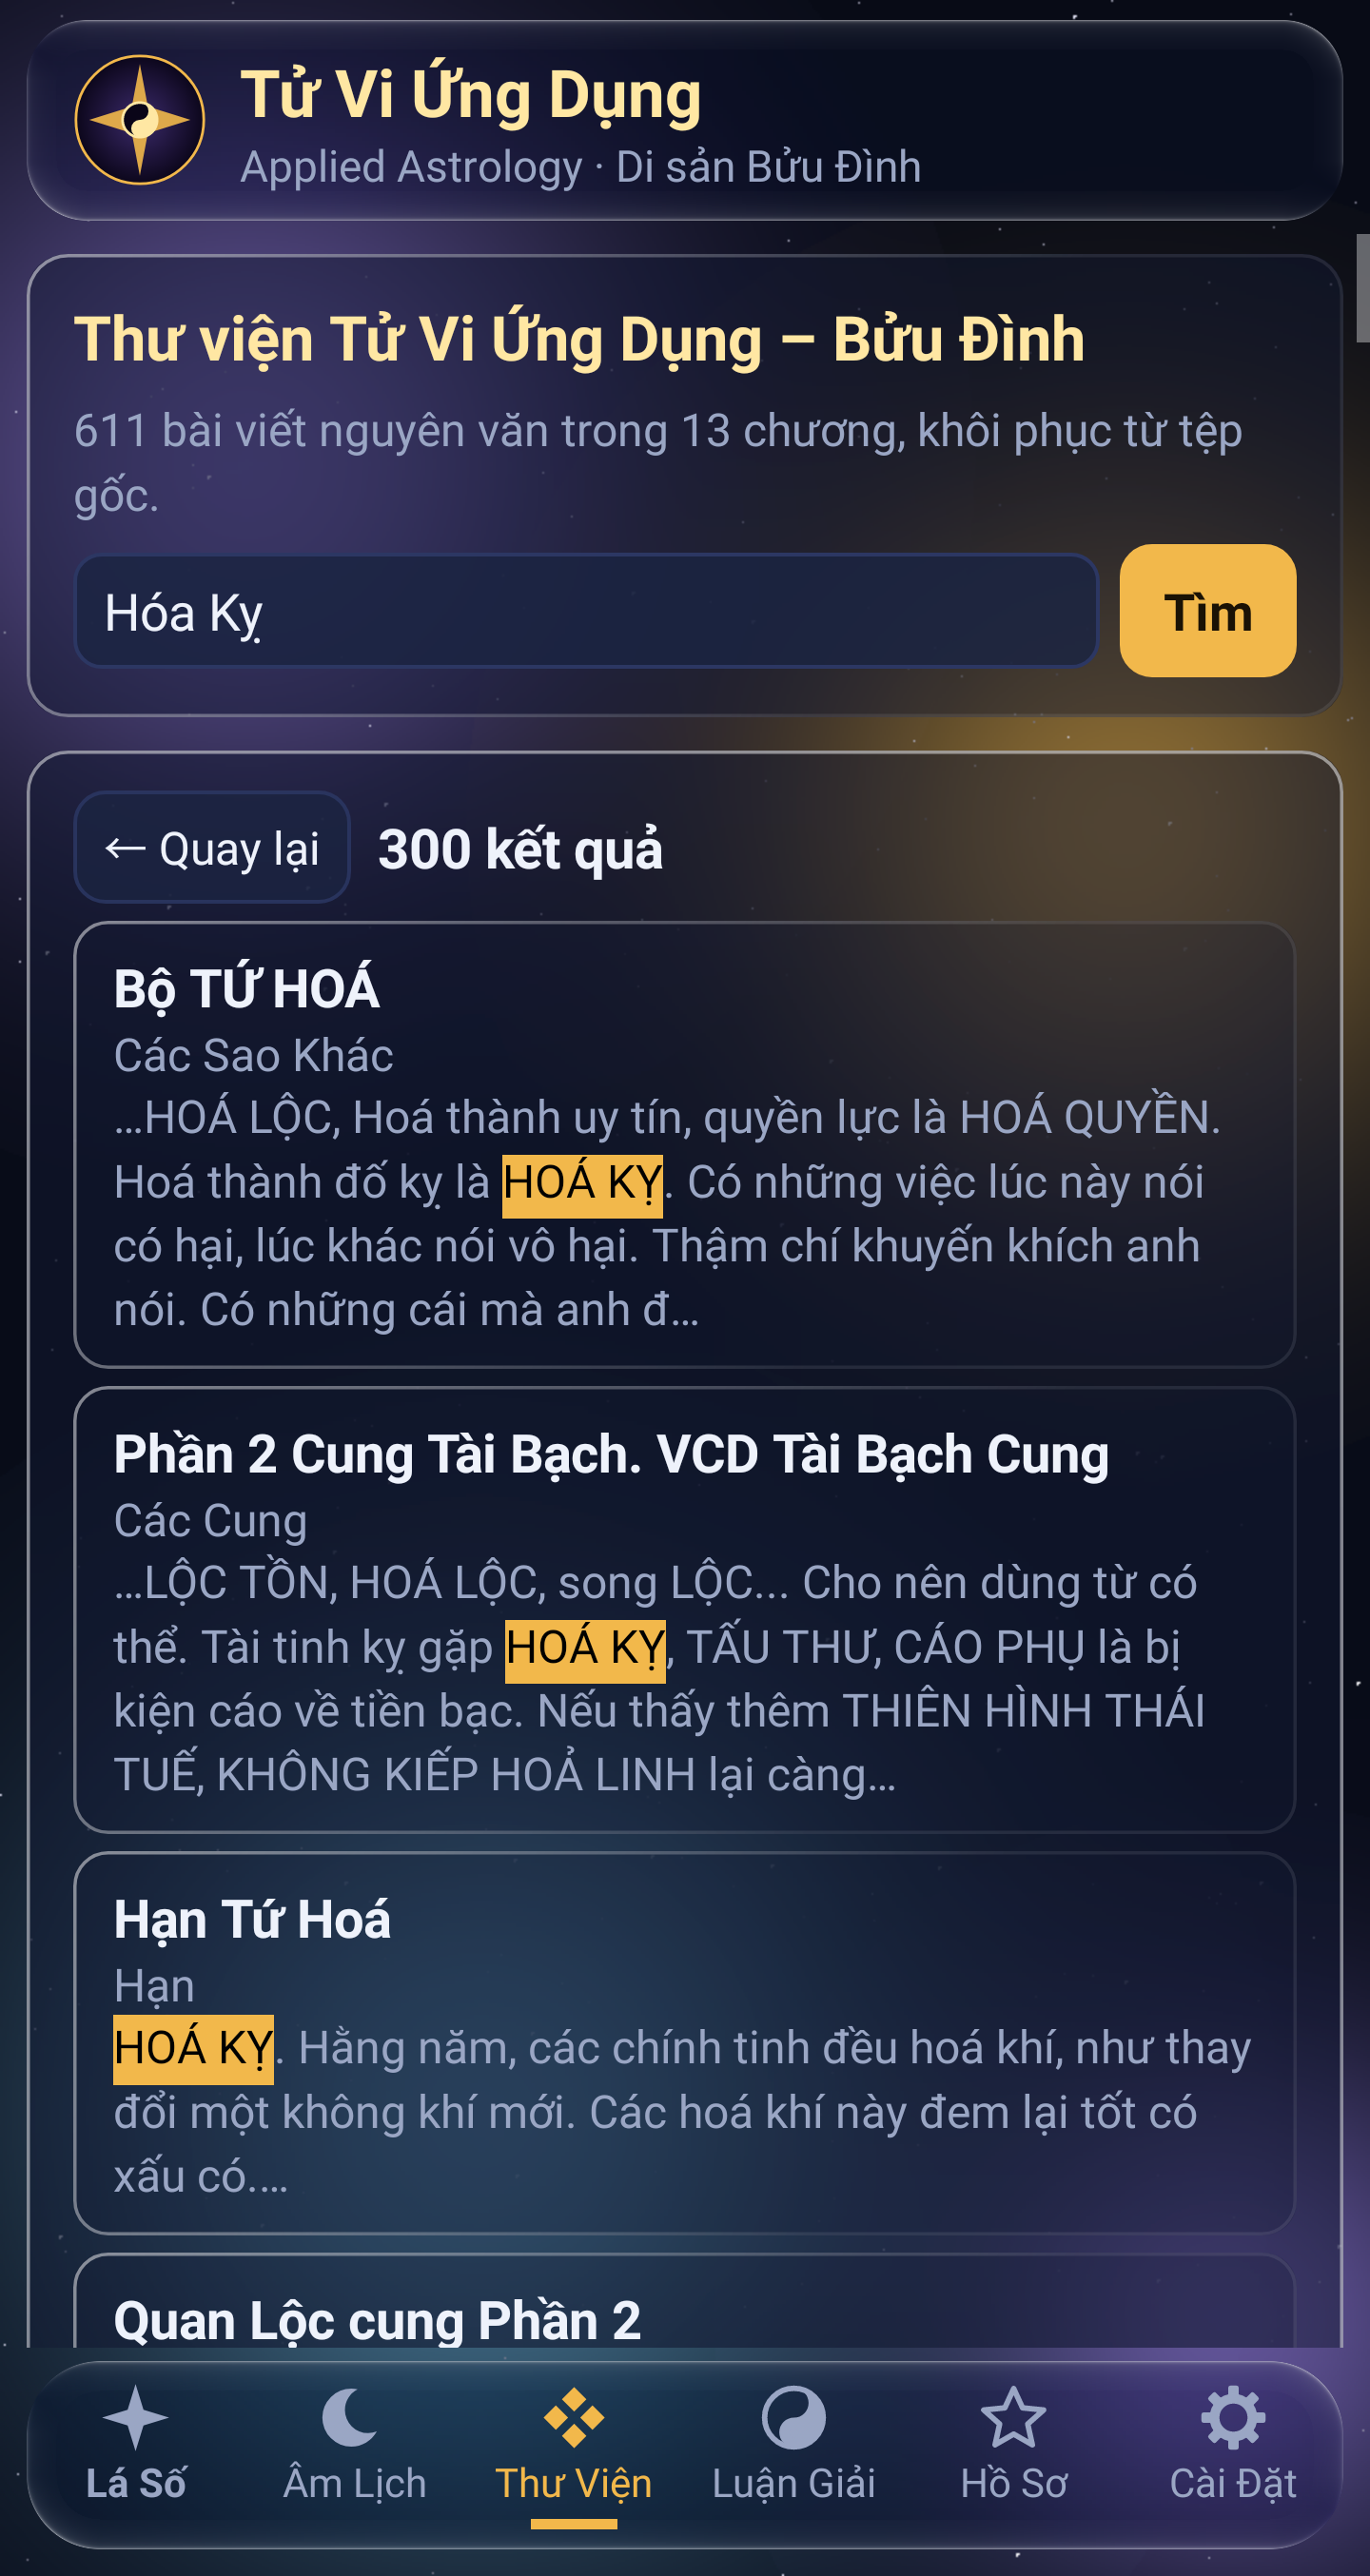 Tử Vi Ứng Dụng
Applied Astrology · Di sản Bửu Đình
Thư viện Tử Vi Ứng Dụng – Bửu Đình
611 bài viết nguyên văn trong 13 chương, khôi phục từ tệp
gốc.
Hóa Kỵ
Tìm
← Quay lại
300 kết quả
Bộ TỨ HOÁ
Các Sao Khác
…HOÁ LỘC, Hoá thành uy tín, quyền lực là HOÁ QUYỀN.
Hoá thành đố kỵ là HOÁ KỴ. Có những việc lúc này nói
có hại, lúc khác nói vô hại. Thậm chí khuyến khích anh
nói. Có những cái mà anh đ…
Phần 2 Cung Tài Bạch. VCD Tài Bạch Cung
Các Cung
…LỘC TỒN, HOÁ LỘC, song LỘC... Cho nên dùng từ có
thể. Tài tinh kỵ gặp HOÁ KỴ, TẤU THƯ, CÁO PHỤ là bị
kiện cáo về tiền bạc. Nếu thấy thêm THIÊN HÌNH THÁI
TUẾ, KHÔNG KIẾP HOẢ LINH lại càng…
Hạn Tứ Hoá
Hạn
HOÁ KỴ. Hằng năm, các chính tinh đều hoá khí, như thay
đổi một không khí mới. Các hoá khí này đem lại tốt có
xấu có.…
Quan Lộc cung Phần 2
Lá Số
Âm Lịch
Thư Viện
Luận Giải
Hồ Sơ
Cài Đặt